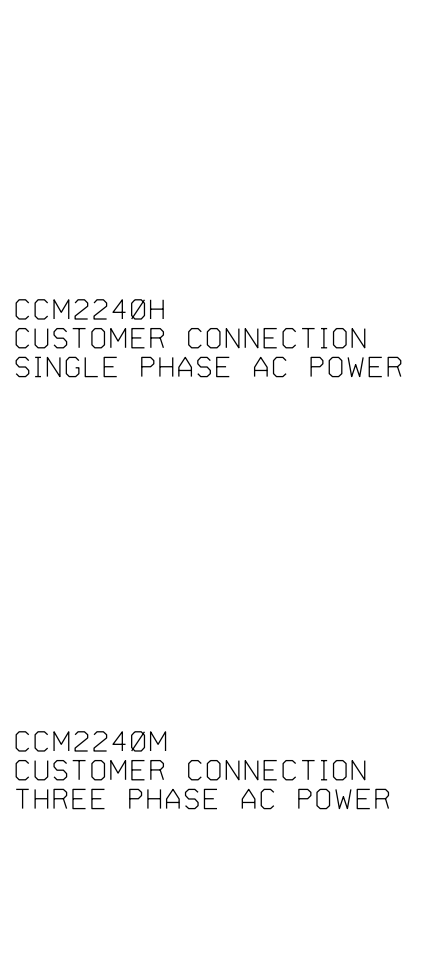 CCM2240H
CUSTOMER CONNECTION
SINGLE PHASE AC POWER
CCM2240M
CUSTOMER CONNECTION
THREE PHASE AC POWER